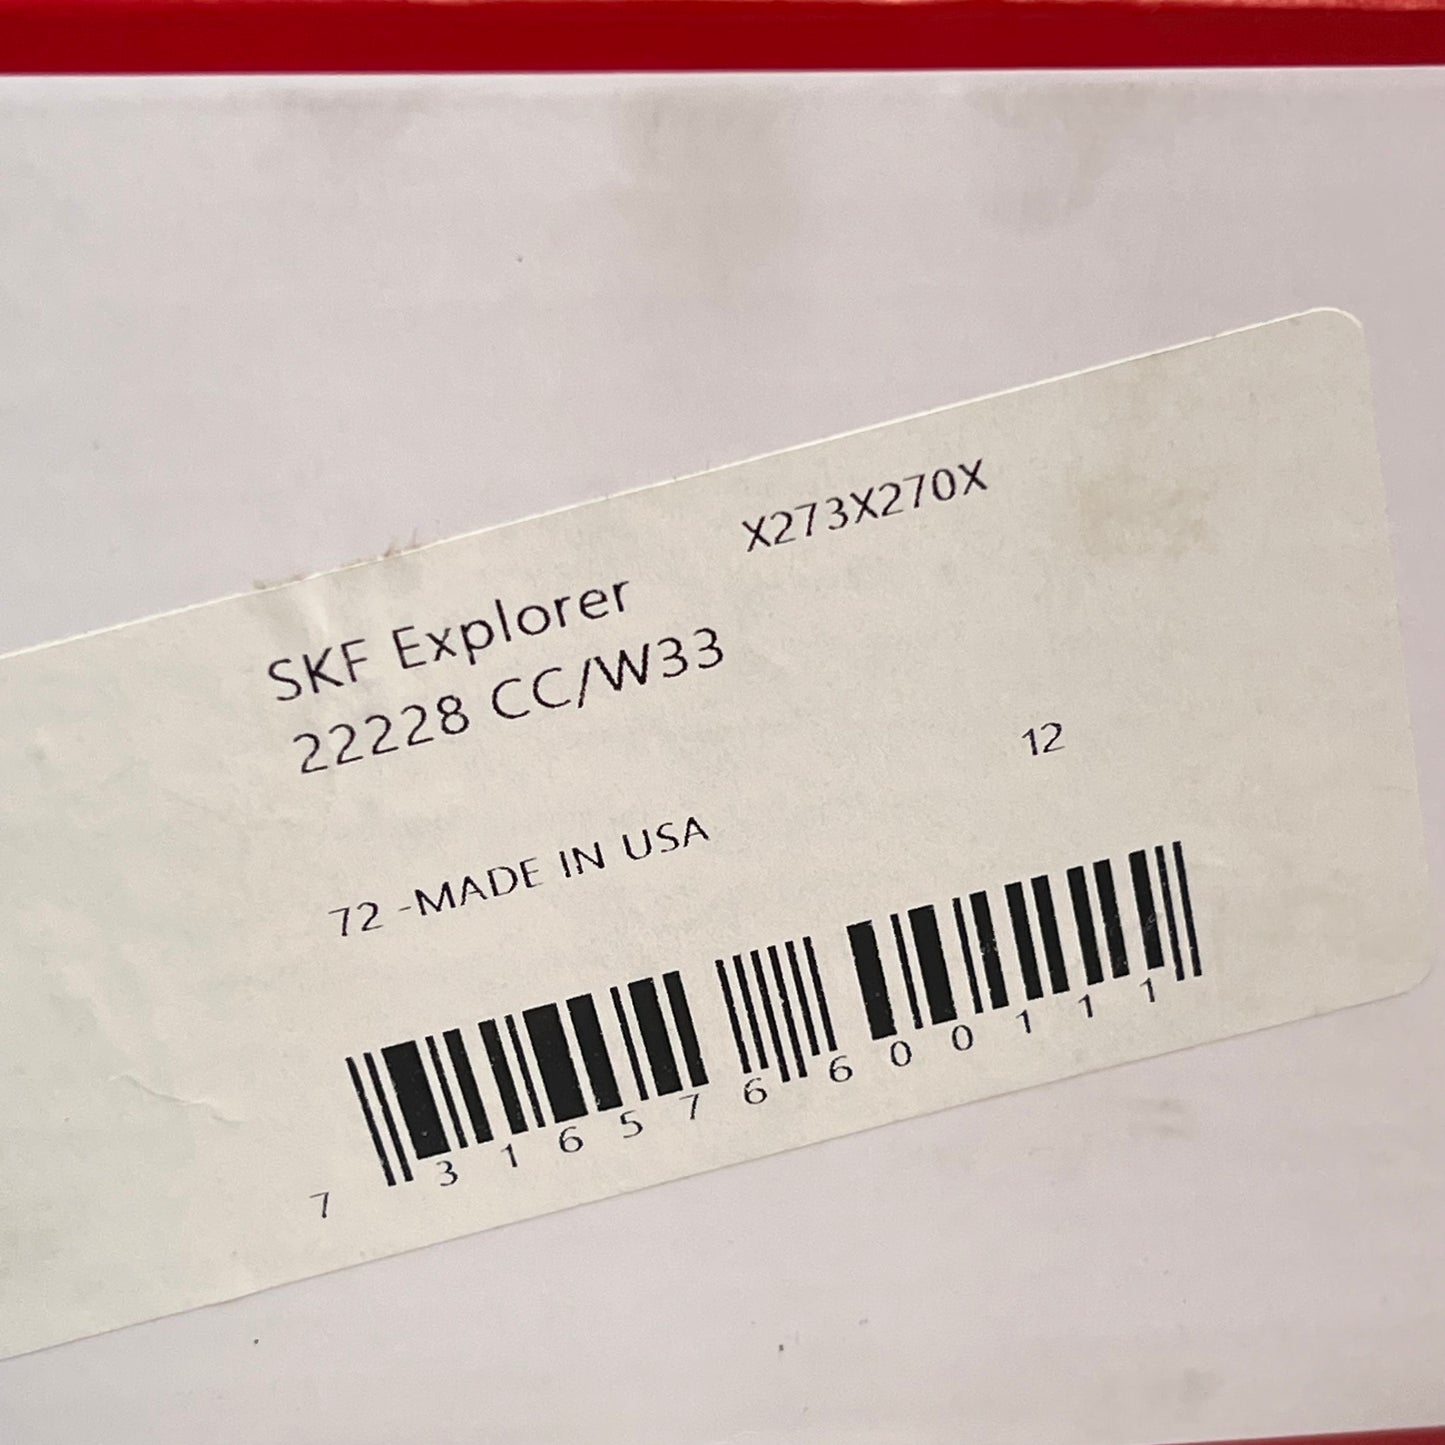 X273X270X
SKF Explorer
22228 CC/W33
12
72 -MADE IN USA
7 316576 600111